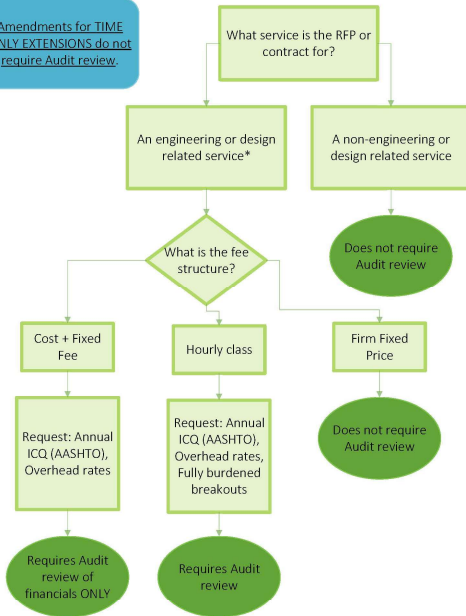 Amendments for TIME
ONLY EXTENSIONS do not
require Audit review.
What service is the RFP or
contract for?
An engineering or design
related service*
A non-engineering or
design related service
Does not require
Audit review
What is the fee
structure?
Cost + Fixed
Fee
Hourly class
Firm Fixed
Price
Request: Annual
ICQ (AASHTO),
Overhead rates
Request: Annual
ICQ (AASHTO),
Overhead rates,
Fully burdened
breakouts
Does not require
Audit review
Requires Audit
review of
financials ONLY
Requires Audit
review